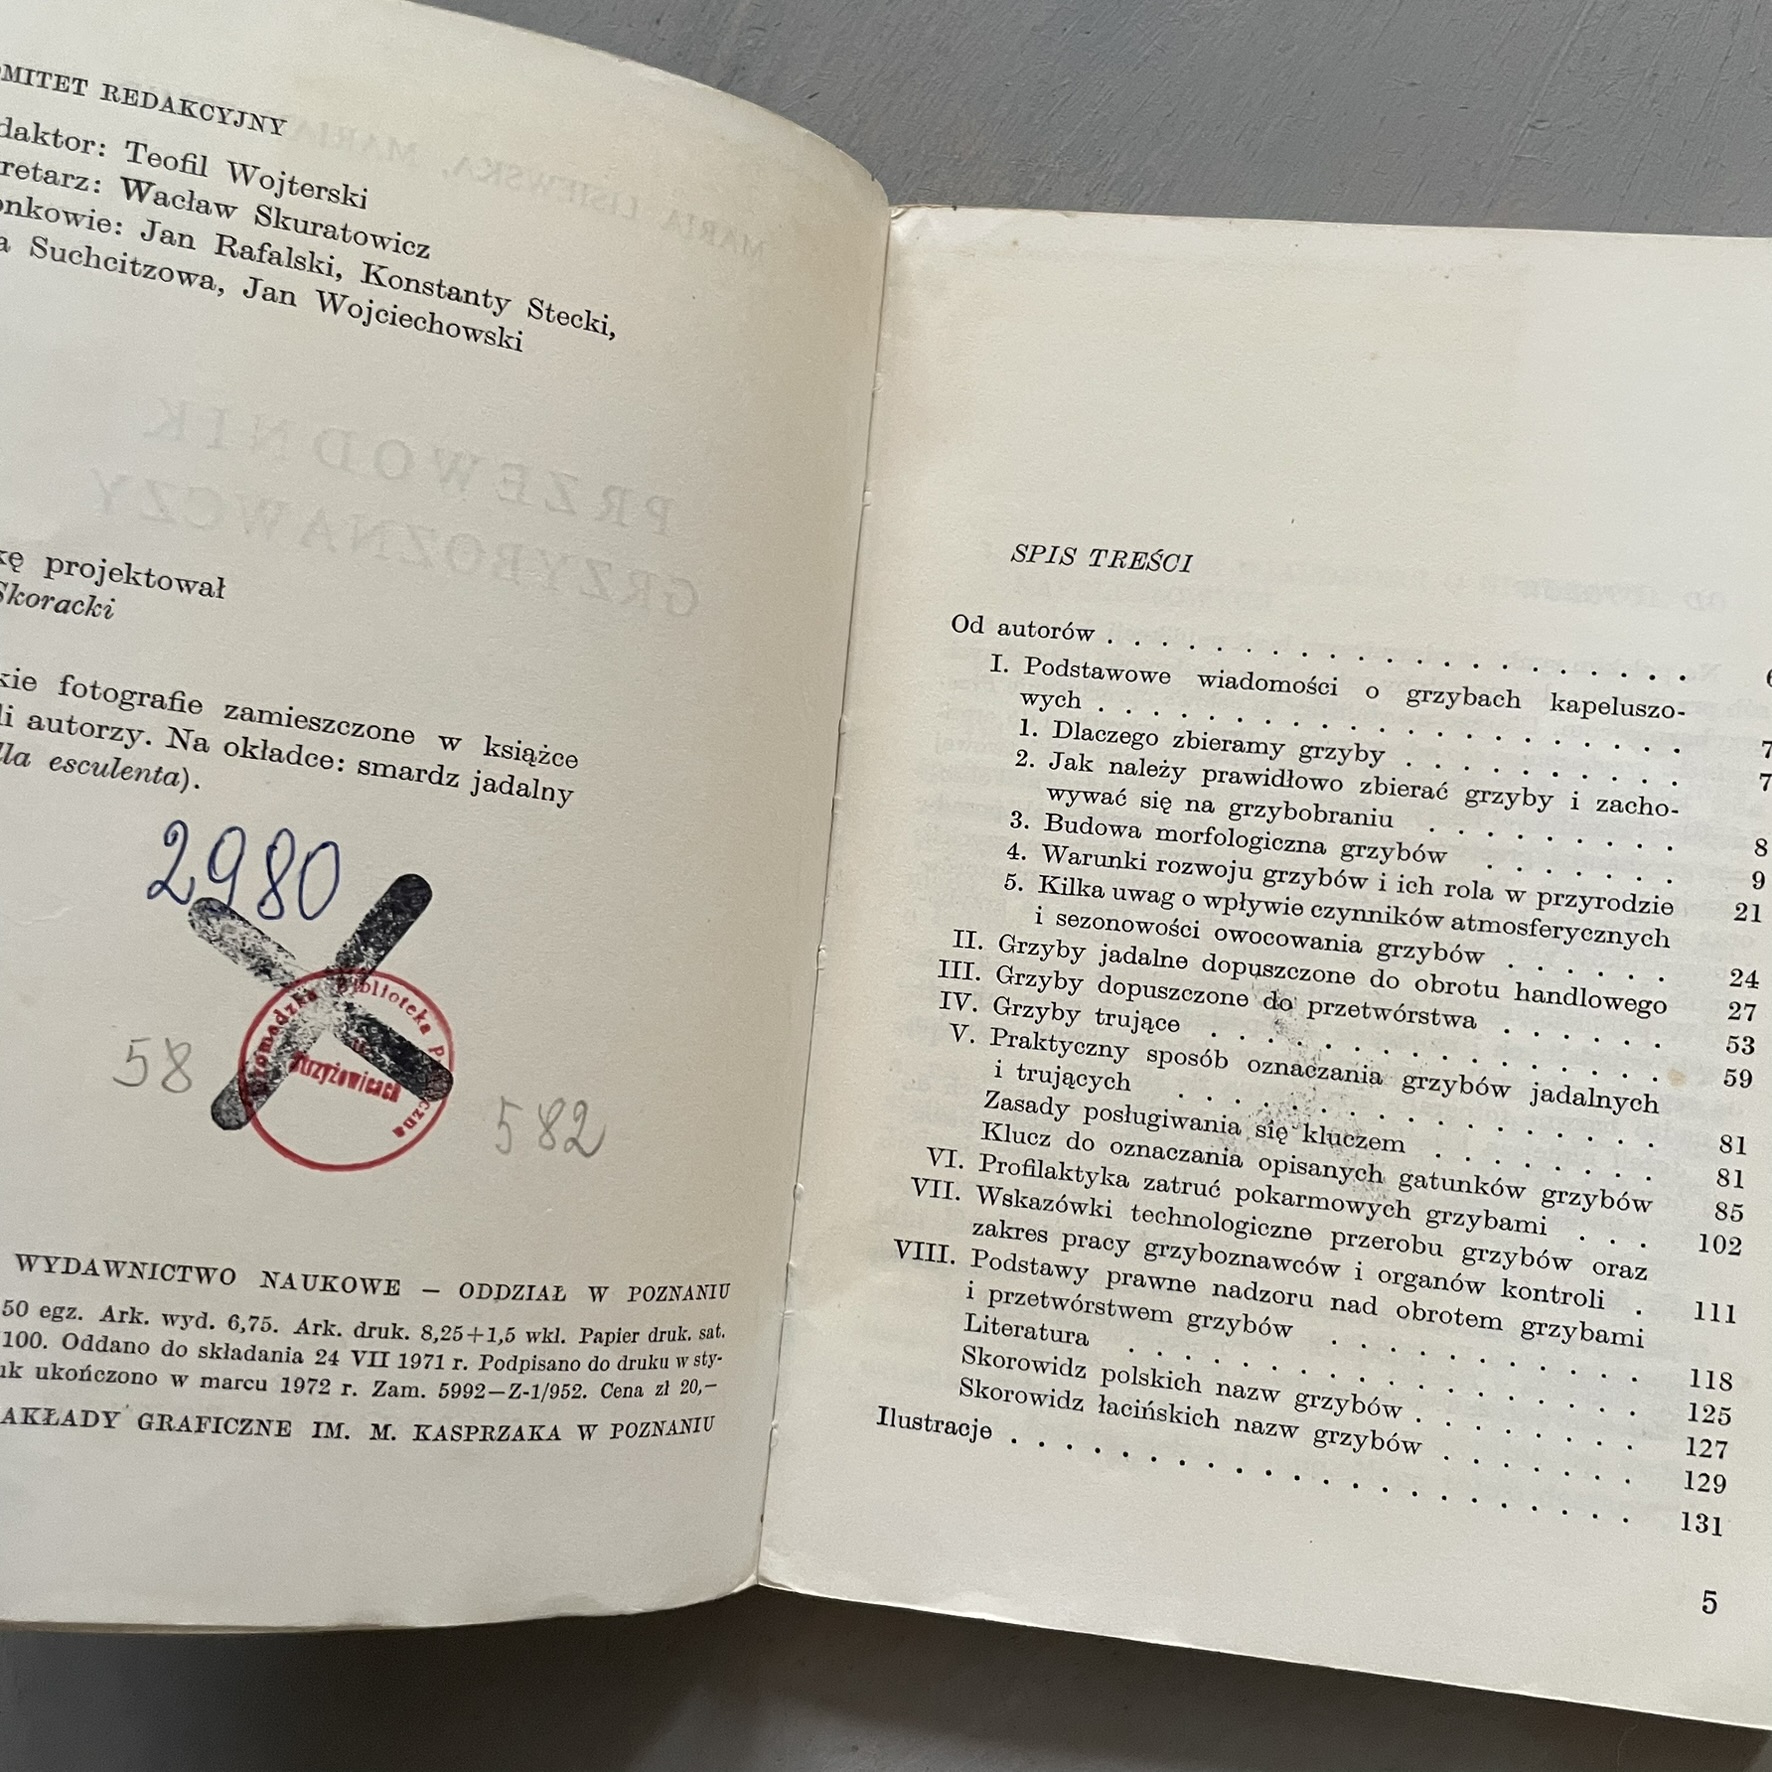 OMITET REDAKCYJNY
daktor: Teofil Wojterski
retarz: Wacław Skuratowicz
onkowie: Jan Rafalski, Konstanty Stecki,
a Suchcitzowa, Jan Wojciechowski
MARIA LISIEWSKA, MARIA
PRZEWODNIK
GRZYBOZNAWCZY
kę projektował
Skoracki
kie fotografie zamieszczone w książce
li autorzy. Na okładce: smardz jadalny
lla esculenta).
2980
Gromadzka Biblioteka P czna
Strzyżowicach
58
582
WYDAWNICTWO NAUKOWE — ODDZIAŁ W POZNANIU
50 egz. Ark. wyd. 6,75. Ark. druk. 8,25+1,5 wkl. Papier druk. sat.
100. Oddano do składania 24 VII 1971 r. Podpisano do druku w sty-
uk ukończono w marcu 1972 r. Zam. 5992—Z-1/952. Cena zł 20,—
AKŁADY GRAFICZNE IM. M. KASPRZAKA W POZNANIU
SPIS TREŚCI
Od autorów . . . . . . . . . . . . . . . . . . . . . 6
I. Podstawowe wiadomości o grzybach kapeluszo-
wych . . . . . . . . . . . . . . . . . . . . . 7
1. Dlaczego zbieramy grzyby . . . . . . . . . . 7
2. Jak należy prawidłowo zbierać grzyby i zacho-
wywać się na grzybobraniu . . . . . . . . . 8
3. Budowa morfologiczna grzybów . . . . . . . 9
4. Warunki rozwoju grzybów i ich rola w przyrodzie 21
5. Kilka uwag o wpływie czynników atmosferycznych
i sezonowości owocowania grzybów . . . . . . 24
II. Grzyby jadalne dopuszczone do obrotu handlowego 27
III. Grzyby dopuszczone do przetwórstwa . . . . . . 53
IV. Grzyby trujące . . . . . . . . . . . . . . . . . 59
V. Praktyczny sposób oznaczania grzybów jadalnych
i trujących . . . . . . . . . . . . . . . . . . 81
Zasady posługiwania się kluczem . . . . . . . . 81
Klucz do oznaczania opisanych gatunków grzybów 85
VI. Profilaktyka zatruć pokarmowych grzybami . . . 102
VII. Wskazówki technologiczne przerobu grzybów oraz
zakres pracy grzyboznawców i organów kontroli . 111
VIII. Podstawy prawne nadzoru nad obrotem grzybami
i przetwórstwem grzybów . . . . . . . . . . . 118
Literatura . . . . . . . . . . . . . . . . . . . 125
Skorowidz polskich nazw grzybów . . . . . . . . 127
Skorowidz łacińskich nazw grzybów . . . . . . . 129
Ilustracje . . . . . . . . . . . . . . . . . . . . . . 131
5